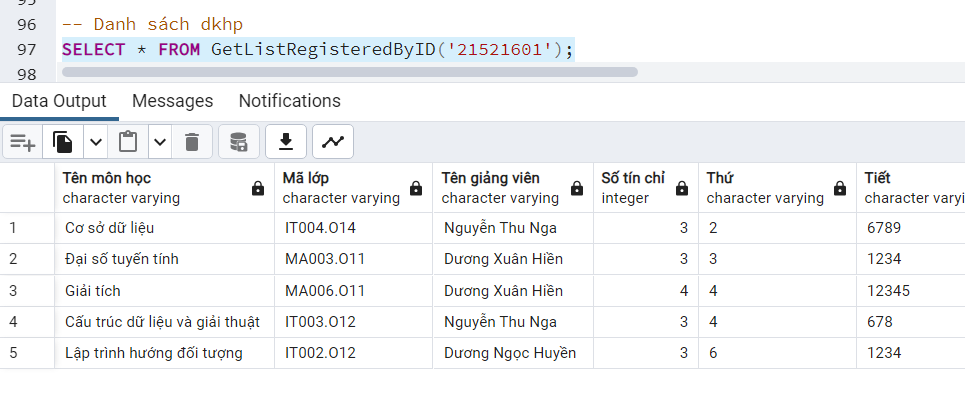 95
96 -- Danh sách dkhp
97 SELECT * FROM GetListRegisteredByID('21521601');
98
Data Output Messages Notifications
Tên môn học Mã lớp Tên giảng viên Số tín chỉ Thứ Tiết
character varying character varying character varying integer character varying character varyi
1 Cơ sở dữ liệu IT004.O14 Nguyễn Thu Nga 3 2 6789
2 Đại số tuyến tính MA003.O11 Dương Xuân Hiền 3 3 1234
3 Giải tích MA006.O11 Dương Xuân Hiền 4 4 12345
4 Cấu trúc dữ liệu và giải thuật IT003.O12 Nguyễn Thu Nga 3 4 678
5 Lập trình hướng đối tượng IT002.O12 Dương Ngọc Huyền 3 6 1234